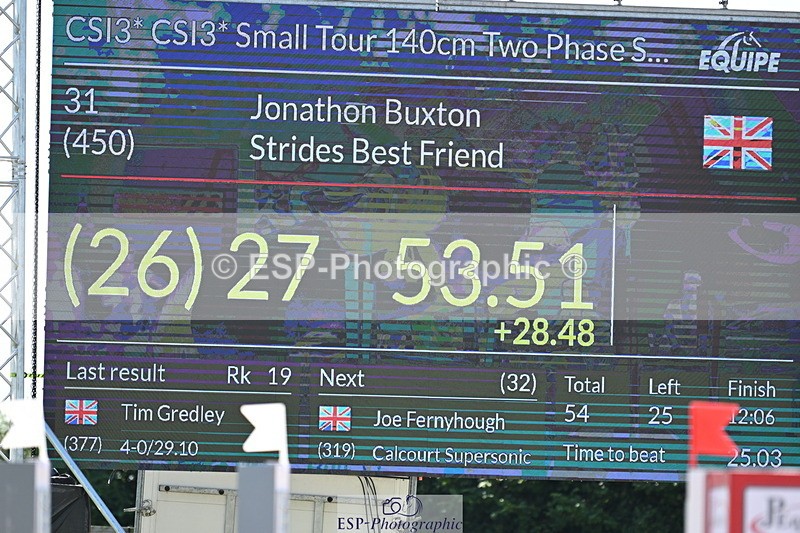 CSI3* CSI3* Small Tour 140cm Two Phase S...
EQUIPE
31 Jonathon Buxton
(450) Strides Best Friend
(26) 27 53.51
© ESP-Photographic ©
+28.48
Last result Rk 19 Next (32) Total Left Finish
Tim Gredley Joe Fernyhough 54 25 12:06
(377) 4-0/29.10 (319) Calcourt Supersonic Time to beat 25.03
ESP-Photographic